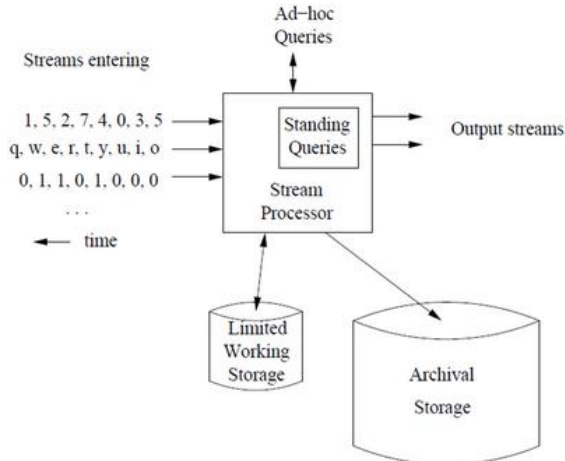 Ad-hoc
Queries
Streams entering
1, 5, 2, 7, 4, 0, 3, 5
q, w, e, r, t, y, u, i, o
0, 1, 1, 0, 1, 0, 0, 0
. . .
time
Standing
Queries
Stream
Processor
Output streams
Limited
Working
Storage
Archival
Storage